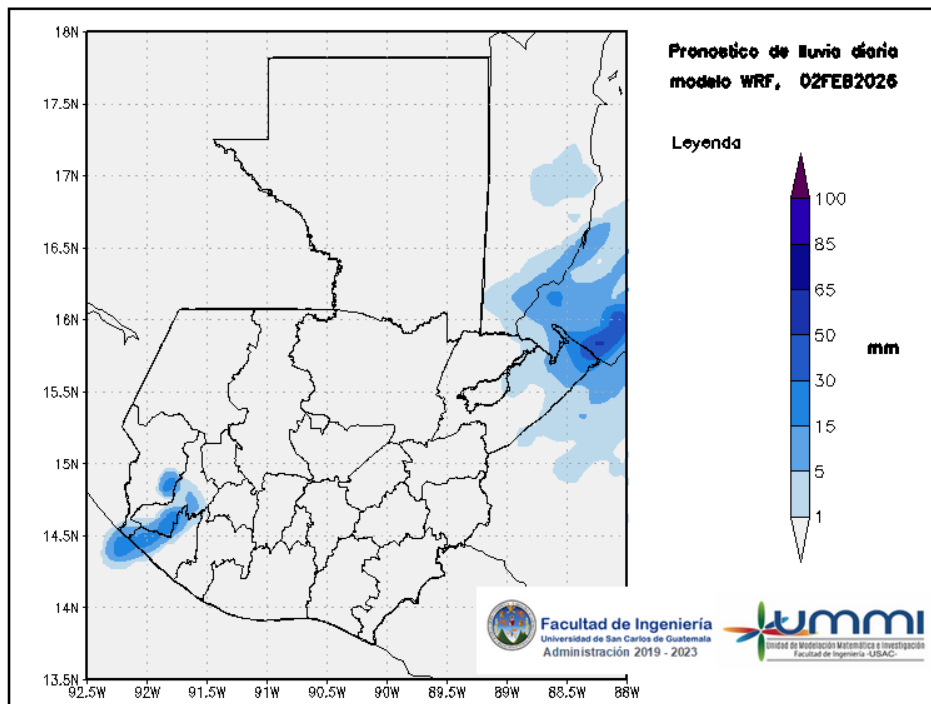 18N
17.5N
17N
16.5N
16N
15.5N
15N
14.5N
14N
13.5N
92.5W
92W
91.5W
91W
90.5W
90W
89.5W
89W
88.5W
88W
Pronostico de lluvia diaria
modelo WRF, 02FEB2026
Leyenda
100
85
65
50
30
15
5
1
mm
Facultad de Ingeniería
Universidad de San Carlos de Guatemala
Administración 2019 - 2023
ummi
Unidad de Modelación Matemática e Investigación
Facultad de Ingeniería -USAC-